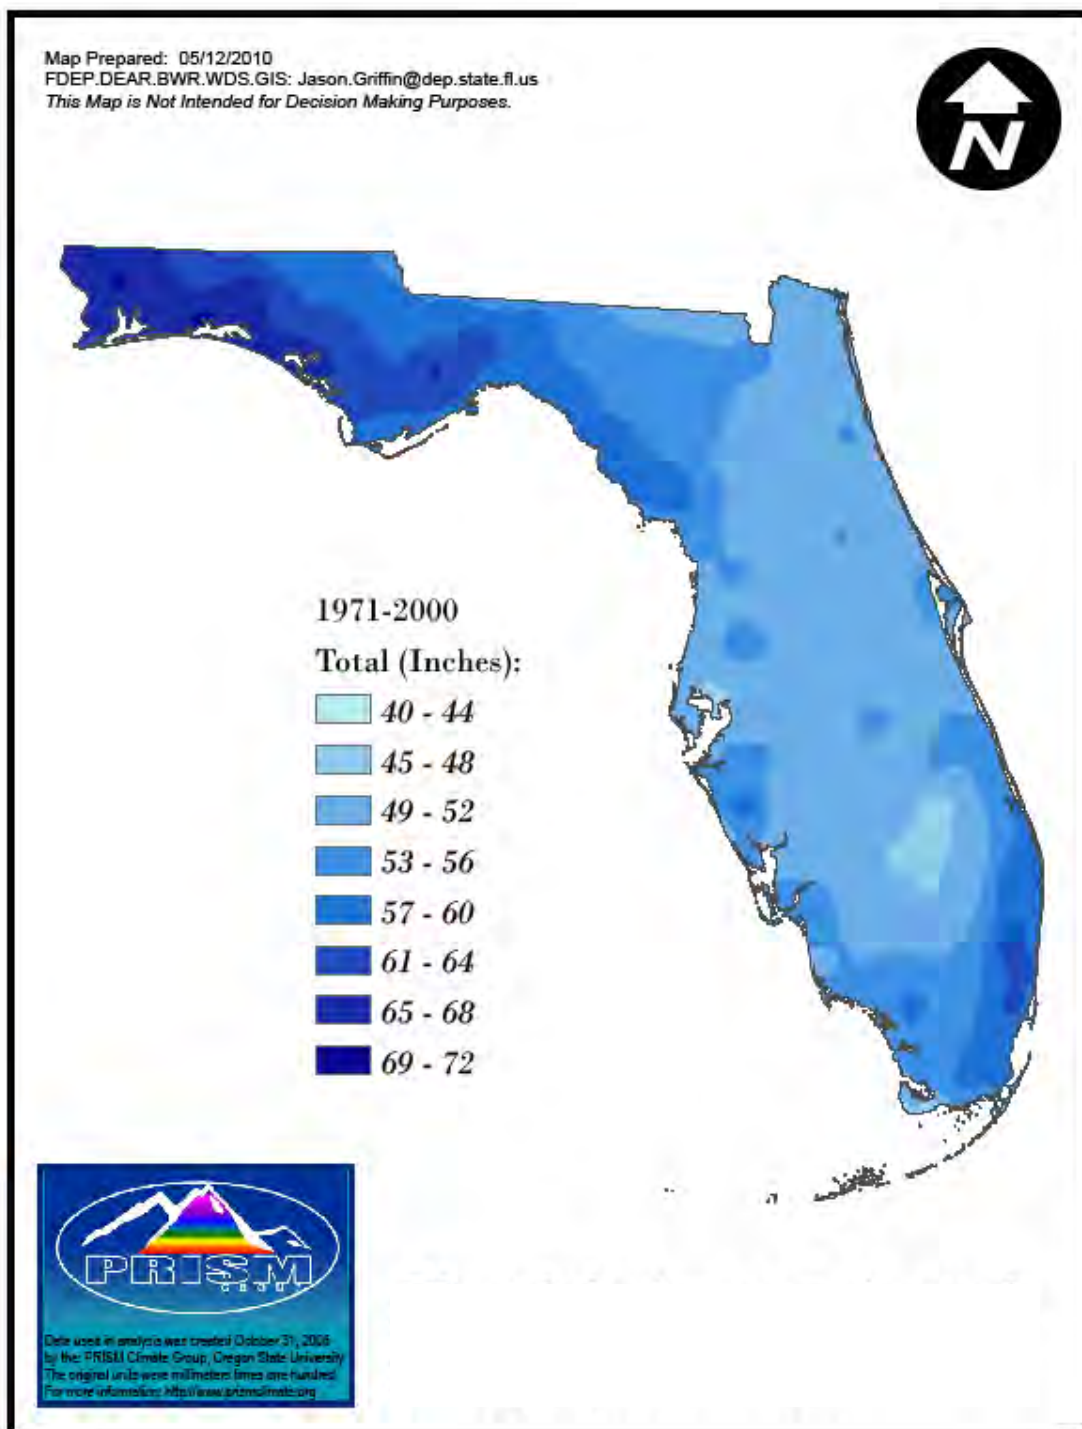 Map Prepared: 05/12/2010
FDEP.DEAR.BWR.WDS.GIS: Jason.Griffin@dep.state.fl.us
This Map is Not Intended for Decision Making Purposes.
N
1971-2000
Total (Inches):
40 - 44
45 - 48
49 - 52
53 - 56
57 - 60
61 - 64
65 - 68
69 - 72
PRISM
GROUP
Data used in analysis was created October 31, 2006
by the: PRISM Climate Group, Oregon State University
The original units were millimeters times one hundred
For more information: http://www.prismclimate.org